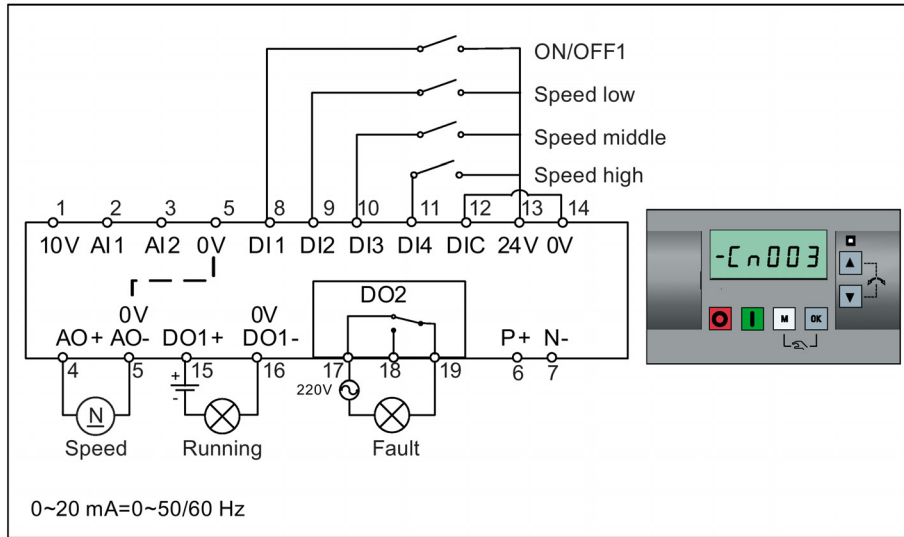 ON/OFF1
Speed low
Speed middle
Speed high
1 2 3 5 8 9 10 11 12 13 14
10V AI1 AI2 0V DI1 DI2 DI3 DI4 DIC 24V 0V
-Cn003
DO2
0V 0V
AO+ AO- DO1+ DO1- P+ N-
M OK
4 5 15 16 17 18 19 6 7
+
-
220V
N
Speed Running Fault
0~20 mA=0~50/60 Hz